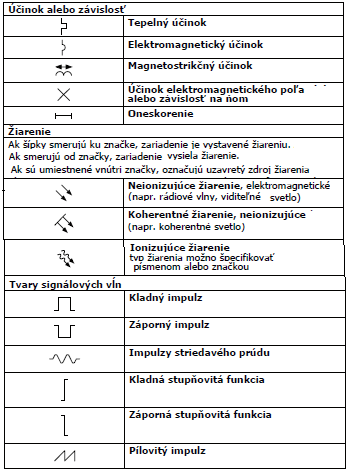 Účinok alebo závislosť
Tepelný účinok
Elektromagnetický účinok
Magnetostrikčný účinok
Účinok elektromagnetického poľa
alebo závislosť na ňom
Oneskorenie
Žiarenie
Ak šípky smerujú ku značke, zariadenie je vystavené žiareniu.
Ak smerujú od značky, zariadenie vysiela žiarenie.
Ak sú umiestnené vnútri značky, označujú uzavretý zdroj žiarenia
Neionizujúce žiarenie, elektromagnetické
(napr. rádiové vlny, viditeľné svetlo)
Koherentné žiarenie, neionizujúce
(napr. koherentné svetlo)
Ionizujúce žiarenie
tvp žiarenia možno špecifikovať
písmenom alebo značkou
Tvary signálových vĺn
Kladný impulz
Záporný impulz
Impulzy striedavého prúdu
Kladná stupňovitá funkcia
Záporná stupňovitá funkcia
Pílovitý impulz